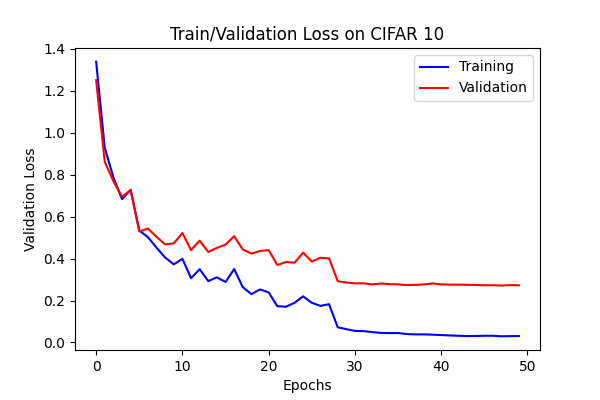 Train/Validation Loss on CIFAR 10
Training
Validation
Validation Loss
1.4
1.2
1.0
0.8
0.6
0.4
0.2
0.0
0 10 20 30 40 50
Epochs